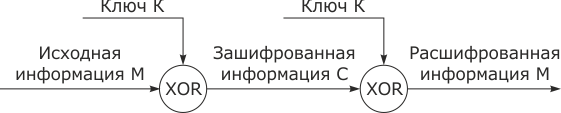 Ключ К
Ключ К
Исходная
информация М
Зашифрованная
информация С
Расшифрованная
информация М
XOR
XOR